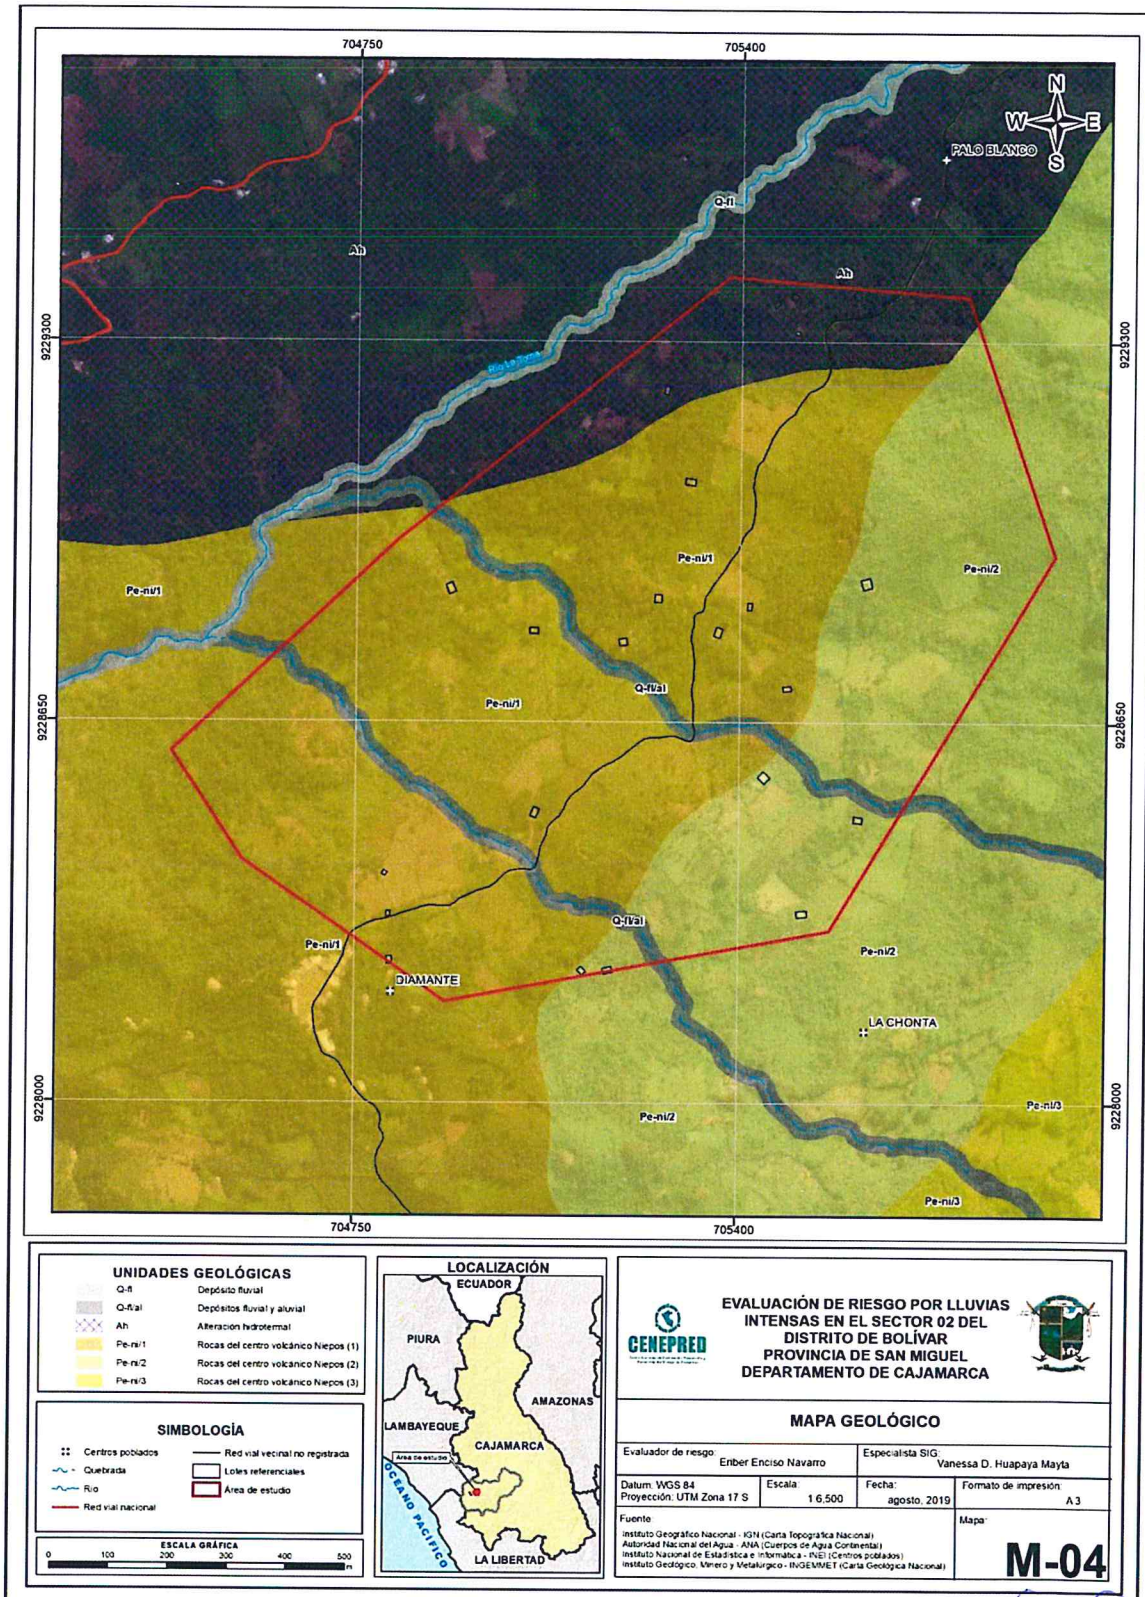 704750
705400
N
W E
S
PALO BLANCO
Q-fl
Ah
Ah
9229300
9229300
Pe-ni/1
Pe-ni/2
Pe-ni/1
Q-fl/al
Pe-ni/1
9228650
9228650
Q-fl/al
Pe-ni/1
Pe-ni/2
DIAMANTE
LA CHONTA
9228000
9228000
Pe-ni/2
Pe-ni/3
Pe-ni/3
704750
705400
UNIDADES GEOLÓGICAS
Q-fl Depósito fluvial
Q-fl/al Depósitos fluvial y aluvial
Ah Alteración hidrotermal
Pe-ni/1 Rocas del centro volcánico Niepos (1)
Pe-ni/2 Rocas del centro volcánico Niepos (2)
Pe-ni/3 Rocas del centro volcánico Niepos (3)
SIMBOLOGÍA
Centros poblados
Quebrada
Rio
Red vial nacional
Red vial vecinal no registrada
Lotes referenciales
Área de estudio
ESCALA GRÁFICA
0 100 200 300 400 500
m
LOCALIZACIÓN
ECUADOR
PIURA
AMAZONAS
LAMBAYEQUE
CAJAMARCA
Área de estudio
OCEANO PACÍFICO
LA LIBERTAD
CENEPRED
EVALUACIÓN DE RIESGO POR LLUVIAS
INTENSAS EN EL SECTOR 02 DEL
DISTRITO DE BOLÍVAR
PROVINCIA DE SAN MIGUEL
DEPARTAMENTO DE CAJAMARCA
MAPA GEOLÓGICO
Evaluador de riesgo:
Enber Enciso Navarro
Especialista SIG:
Vanessa D. Huapaya Mayta
Datum: WGS 84
Proyección: UTM Zona 17 S
Escala:
1:6,500
Fecha:
agosto, 2019
Formato de impresión:
A3
Fuente
Instituto Geográfico Nacional - IGN (Carta Topográfica Nacional)
Autoridad Nacional del Agua - ANA (Cuerpos de Agua Continental)
Instituto Nacional de Estadística e Informática - INEI (Centros poblados)
Instituto Geológico, Minero y Metalúrgico - INGEMMET (Carta Geológica Nacional)
Mapa:
M-04